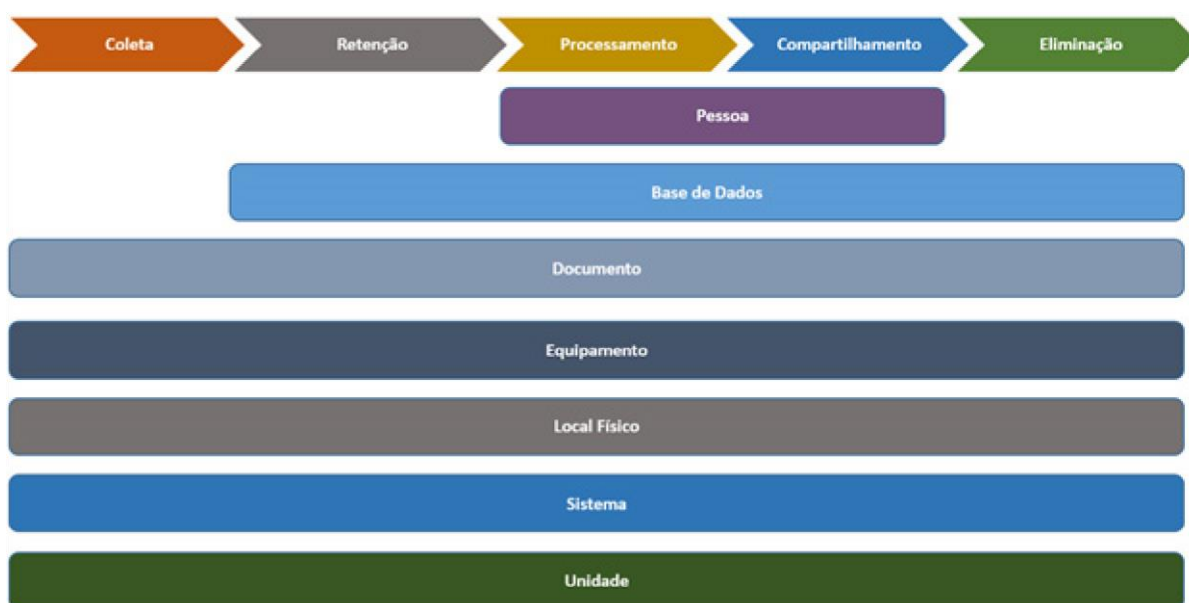 Coleta
Retenção
Processamento
Compartilhamento
Eliminação
Pessoa
Base de Dados
Documento
Equipamento
Local Físico
Sistema
Unidade